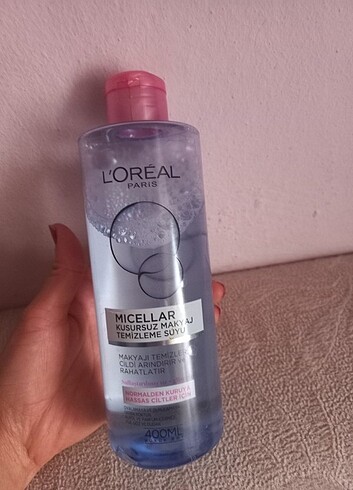 L'ORÉAL
PARIS
MICELLAR
KUSURSUZ MAKYAJ
TEMİZLEME SUYU
MAKYAJI TEMİZLER
CİLDİ ARINDIRIR VE
RAHATLATIR
NORMALDEN KURUYA
HASSAS CİLTLER İÇİN
400ML